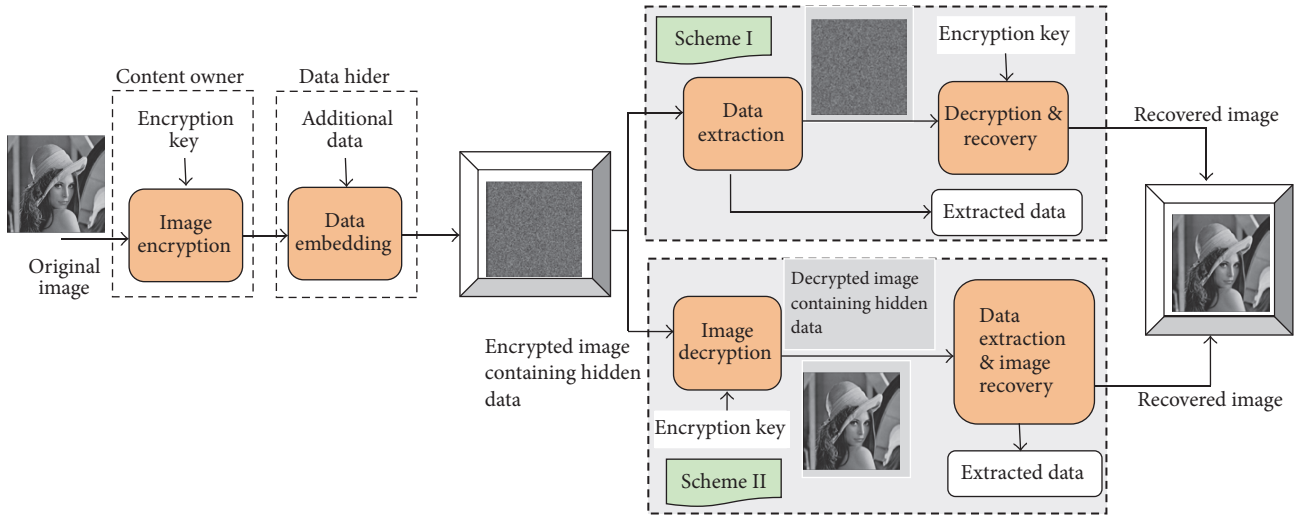 Content owner
Encryption
key
Image
encryption
Original
image
Data hider
Additional
data
Data
embedding
Encrypted image
containing hidden
data
Scheme I
Data
extraction
Encryption key
Decryption &
recovery
Extracted data
Recovered image
Image
decryption
Encryption key
Scheme II
Decrypted image
containing hidden
data
Data
extraction
& image
recovery
Extracted data
Recovered image